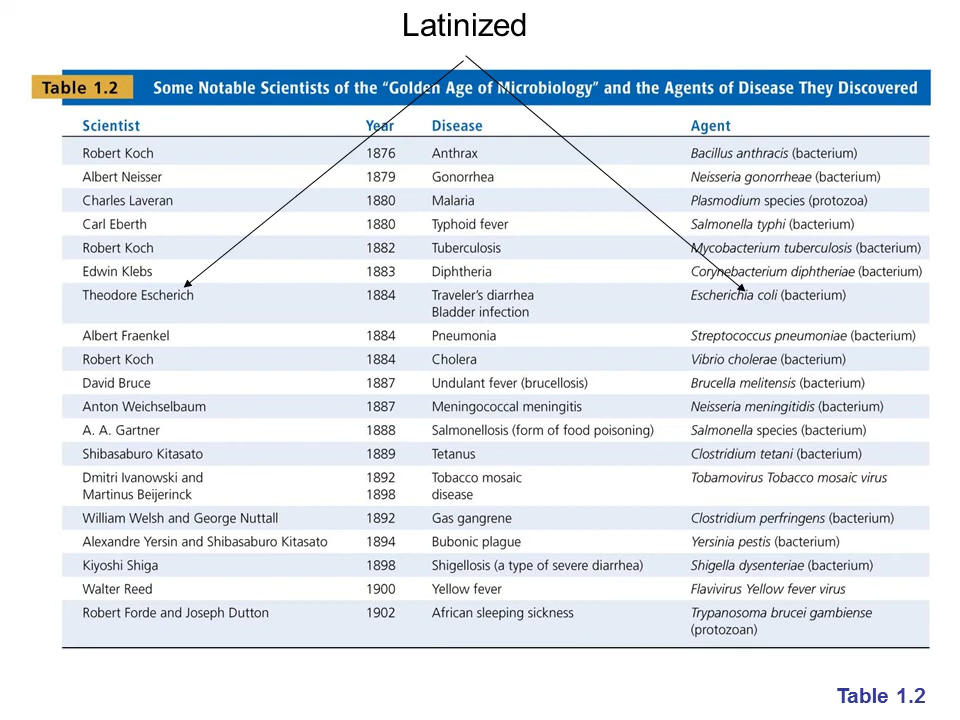 Latinized
Table 1.2 Some Notable Scientists of the “Golden Age of Microbiology” and the Agents of Disease They Discovered
Scientist Year Disease Agent
Robert Koch 1876 Anthrax Bacillus anthracis (bacterium)
Albert Neisser 1879 Gonorrhea Neisseria gonorrheae (bacterium)
Charles Laveran 1880 Malaria Plasmodium species (protozoa)
Carl Eberth 1880 Typhoid fever Salmonella typhi (bacterium)
Robert Koch 1882 Tuberculosis Mycobacterium tuberculosis (bacterium)
Edwin Klebs 1883 Diphtheria Corynebacterium diphtheriae (bacterium)
Theodore Escherich 1884 Traveler’s diarrhea Escherichia coli (bacterium)
Bladder infection
Albert Fraenkel 1884 Pneumonia Streptococcus pneumoniae (bacterium)
Robert Koch 1884 Cholera Vibrio cholerae (bacterium)
David Bruce 1887 Undulant fever (brucellosis) Brucella melitensis (bacterium)
Anton Weichselbaum 1887 Meningococcal meningitis Neisseria meningitidis (bacterium)
A. A. Gartner 1888 Salmonellosis (form of food poisoning) Salmonella species (bacterium)
Shibasaburo Kitasato 1889 Tetanus Clostridium tetani (bacterium)
Dmitri Ivanowski and 1892 Tobacco mosaic Tobamovirus Tobacco mosaic virus
Martinus Beijerinck 1898 disease
William Welsh and George Nuttall 1892 Gas gangrene Clostridium perfringens (bacterium)
Alexandre Yersin and Shibasaburo Kitasato 1894 Bubonic plague Yersinia pestis (bacterium)
Kiyoshi Shiga 1898 Shigellosis (a type of severe diarrhea) Shigella dysenteriae (bacterium)
Walter Reed 1900 Yellow fever Flavivirus Yellow fever virus
Robert Forde and Joseph Dutton 1902 African sleeping sickness Trypanosoma brucei gambiense
(protozoan)
Table 1.2